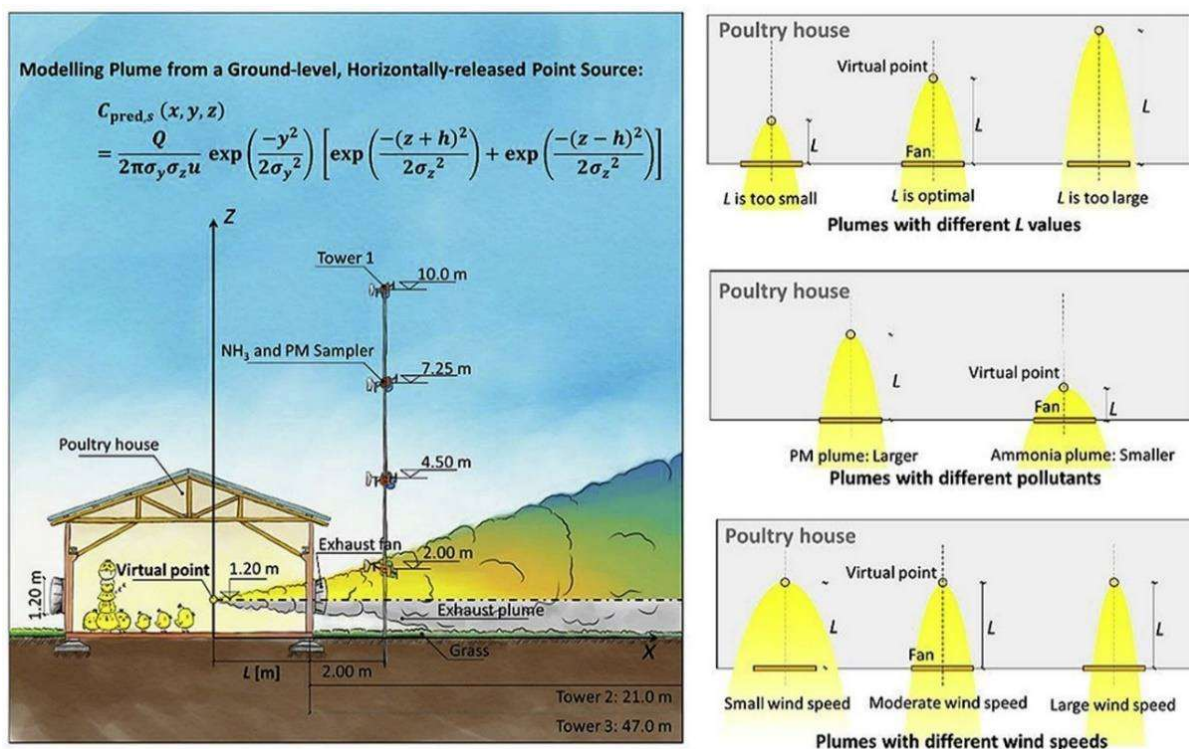 Modelling Plume from a Ground-level, Horizontally-released Point Source:
C_pred,s (x, y, z)
= Q / 2πσ_yσ_zu exp(−y² / 2σ_y²) [exp(−(z + h)² / 2σ_z²) + exp(−(z − h)² / 2σ_z²)]
Z
Tower 1
10.0 m
NH₃ and PM Sampler
7.25 m
Poultry house
4.50 m
Exhaust fan
2.00 m
Virtual point
1.20 m
1.20 m
Exhaust plume
Grass
X
L [m]
2.00 m
Tower 2: 21.0 m
Tower 3: 47.0 m
Poultry house
Virtual point
L
L
L
Fan
L is too small
L is optimal
L is too large
Plumes with different L values
Poultry house
Virtual point
L
Fan
L
PM plume: Larger
Ammonia plume: Smaller
Plumes with different pollutants
Poultry house
Virtual point
L
L
L
Fan
Small wind speed
Moderate wind speed
Large wind speed
Plumes with different wind speeds